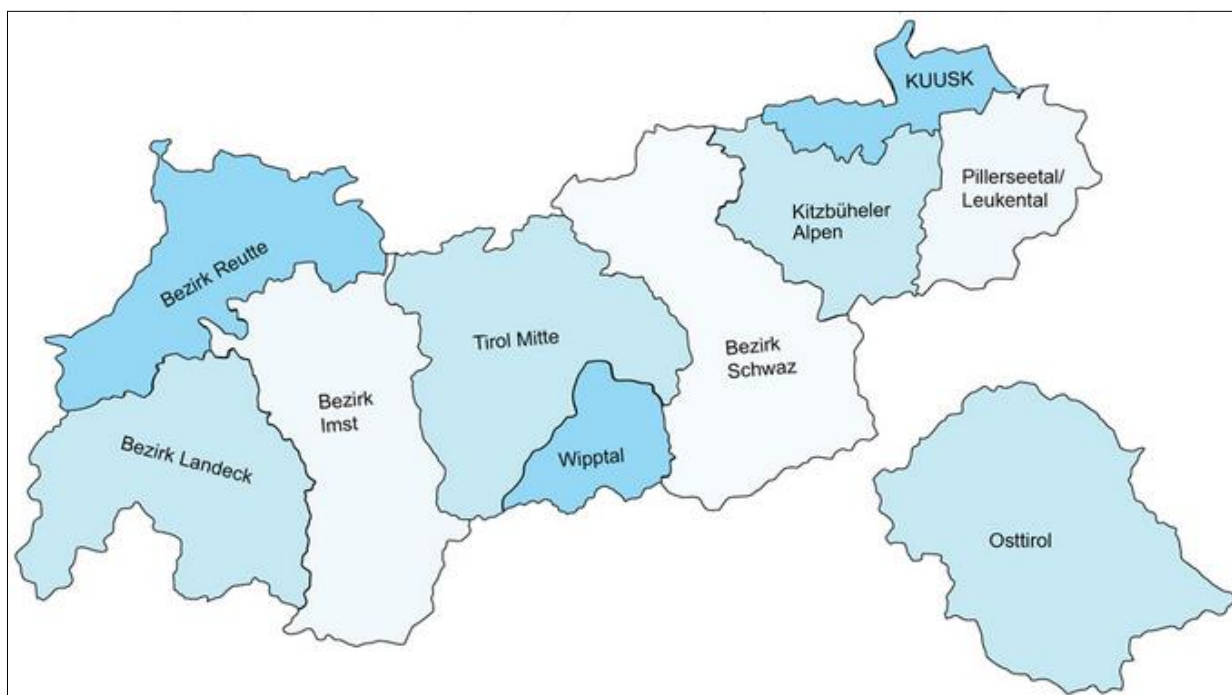 KUUSK
Pillerseetal/
Leukental
Kitzbüheler
Alpen
Bezirk Reutte
Tirol Mitte
Bezirk
Schwaz
Bezirk
Imst
Bezirk Landeck
Wipptal
Osttirol